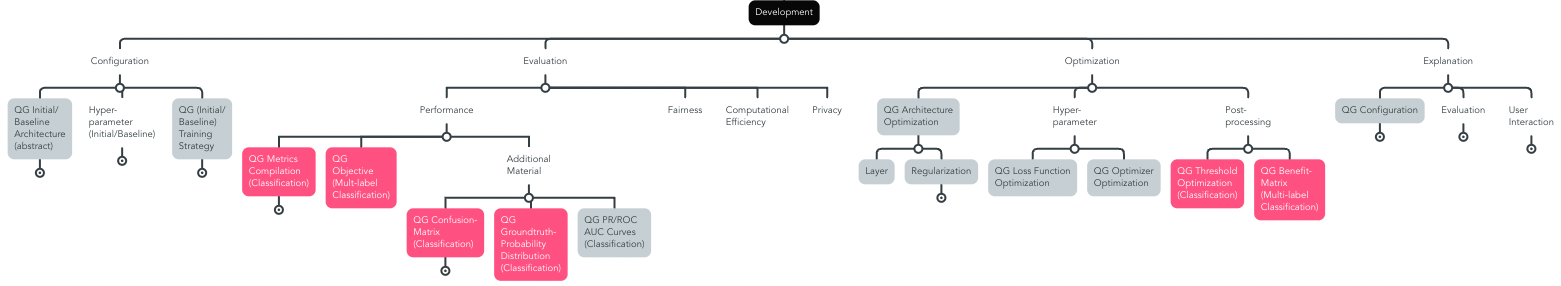 Development
Configuration
Evaluation
Optimization
Explanation
QG Initial/
Baseline
Architecture
(abstract)
Hyper-
parameter
(Initial/Baseline)
QG (Initial/
Baseline)
Training
Strategy
Performance
Fairness
Computational
Efficiency
Privacy
QG Architecture
Optimization
Hyper-
parameter
Post-
processing
QG Configuration
Evaluation
User
Interaction
QG Metrics
Compilation
(Classification)
QG
Objective
(Mult-label
Classification)
Additional
Material
Layer
Regularization
QG Loss Function
Optimization
QG Optimizer
Optimization
QG Threshold
Optimization
(Classification)
QG Benefit-
Matrix
(Multi-label
Classification)
QG Confusion-
Matrix
(Classification)
QG
Groundtruth-
Probability
Distribution
(Classification)
QG PR/ROC
AUC Curves
(Classification)